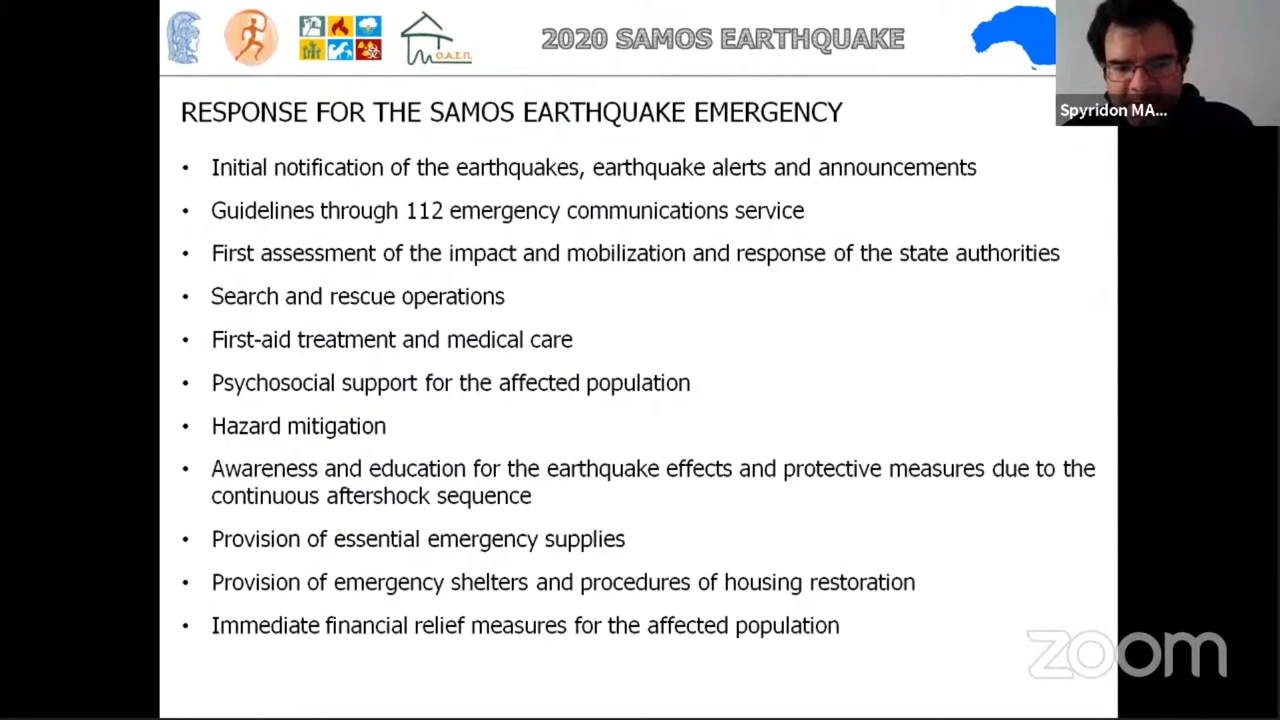 Ο.Α.Σ.Π.
2020 SAMOS EARTHQUAKE
Spyridon MA...
RESPONSE FOR THE SAMOS EARTHQUAKE EMERGENCY
• Initial notification of the earthquakes, earthquake alerts and announcements
• Guidelines through 112 emergency communications service
• First assessment of the impact and mobilization and response of the state authorities
• Search and rescue operations
• First-aid treatment and medical care
• Psychosocial support for the affected population
• Hazard mitigation
• Awareness and education for the earthquake effects and protective measures due to the
continuous aftershock sequence
• Provision of essential emergency supplies
• Provision of emergency shelters and procedures of housing restoration
• Immediate financial relief measures for the affected population
zoom